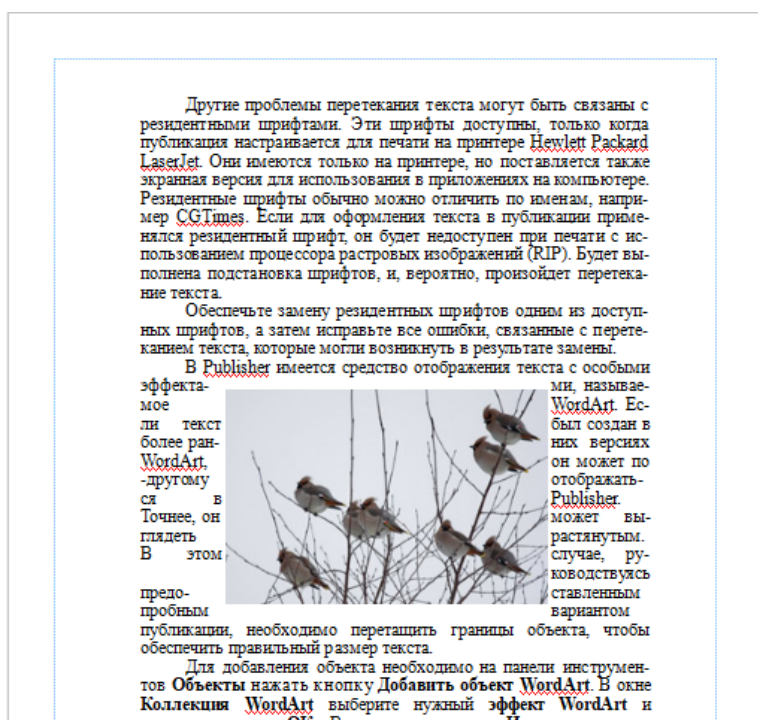 Другие проблемы перетекания текста могут быть связаны с
резидентными шрифтами. Эти шрифты доступны, только когда
публикация настраивается для печати на принтере Hewlett Packard
LaserJet. Они имеются только на принтере, но поставляется также
экранная версия для использования в приложениях на компьютере.
Резидентные шрифты обычно можно отличить по именам, напри-
мер CGTimes. Если для оформления текста в публикации приме-
нялся резидентный шрифт, он будет недоступен при печати с ис-
пользованием процессора растровых изображений (RIP). Будет вы-
полнена подстановка шрифтов, и, вероятно, произойдет перетека-
ние текста.
Обеспечьте замену резидентных шрифтов одним из доступ-
ных шрифтов, а затем исправьте все ошибки, связанные с перете-
канием текста, которые могли возникнуть в результате замены.
В Publisher имеется средство отображения текста с особыми
эффекта- ми, называе-
мое WordArt. Ес-
ли текст был создан в
более ран- них версиях
WordArt, он может по
-другому отображать-
ся в Publisher.
Точнее, он может вы-
глядеть растянутым.
В этом случае, ру-
ководствуясь
предо- ставленным
пробным вариантом
публикации, необходимо перетащить границы объекта, чтобы
обеспечить правильный размер текста.
Для добавления объекта необходимо на панели инструмен-
тов Объекты нажать кнопку Добавить объект WordArt. В окне
Коллекция WordArt выберите нужный эффект WordArt и